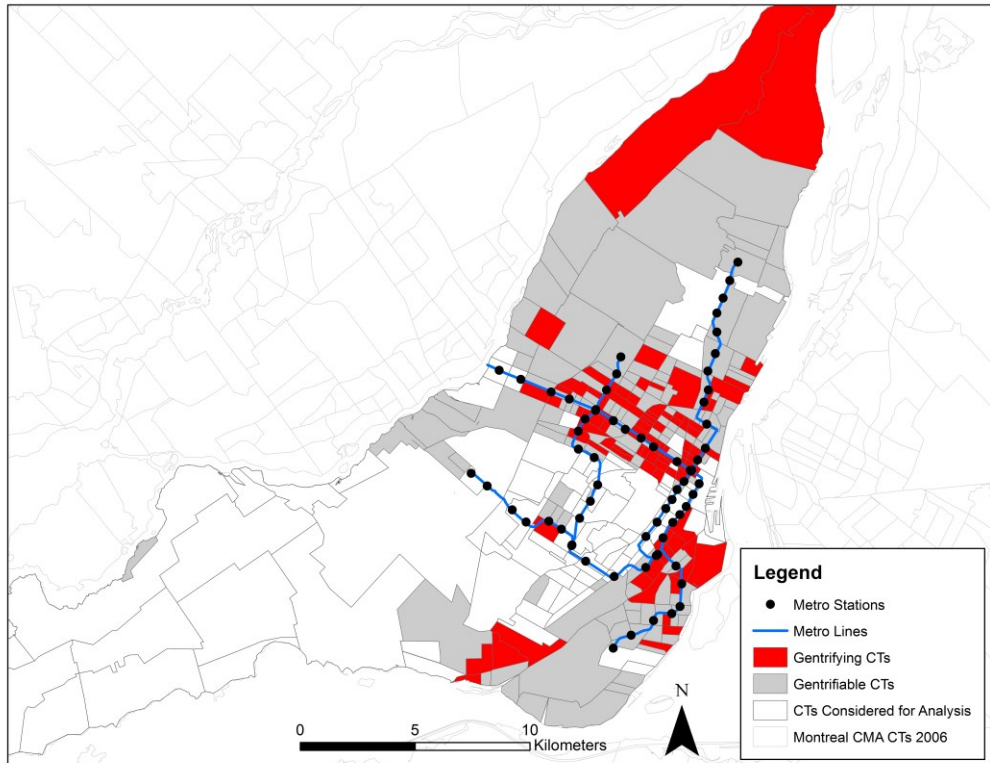 N
0 5 10
Kilometers
Legend
Metro Stations
Metro Lines
Gentrifying CTs
Gentrifiable CTs
CTs Considered for Analysis
Montreal CMA CTs 2006